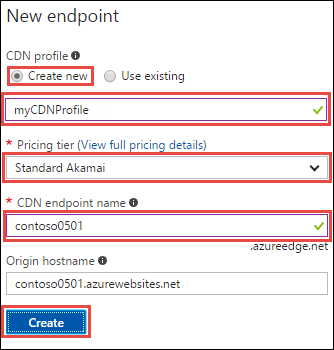 New endpoint
CDN profile
Create new Use existing
myCDNProfile
* Pricing tier (View full pricing details)
Standard Akamai
* CDN endpoint name
contoso0501
.azureedge.net
Origin hostname
contoso0501.azurewebsites.net
Create